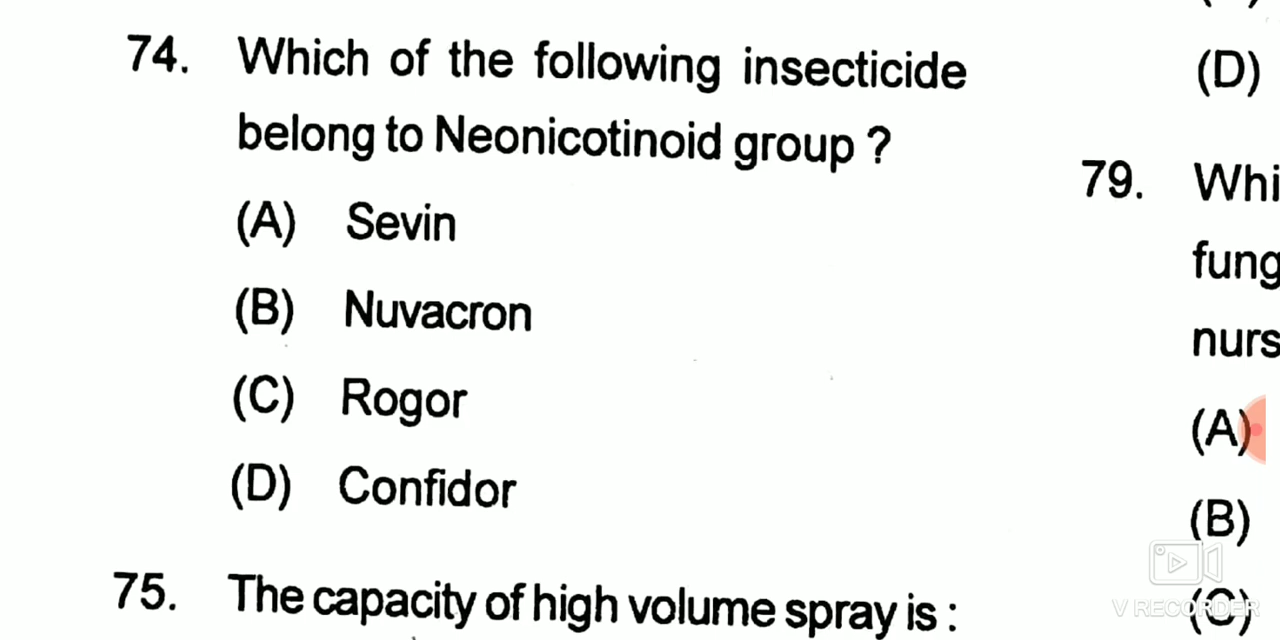 74. Which of the following insecticide
belong to Neonicotinoid group ?
(A) Sevin
(B) Nuvacron
(C) Rogor
(D) Confidor
75. The capacity of high volume spray is :
(D)
79. Whi
fung
nurs
(A)
(B)
(C)
V RECORDER